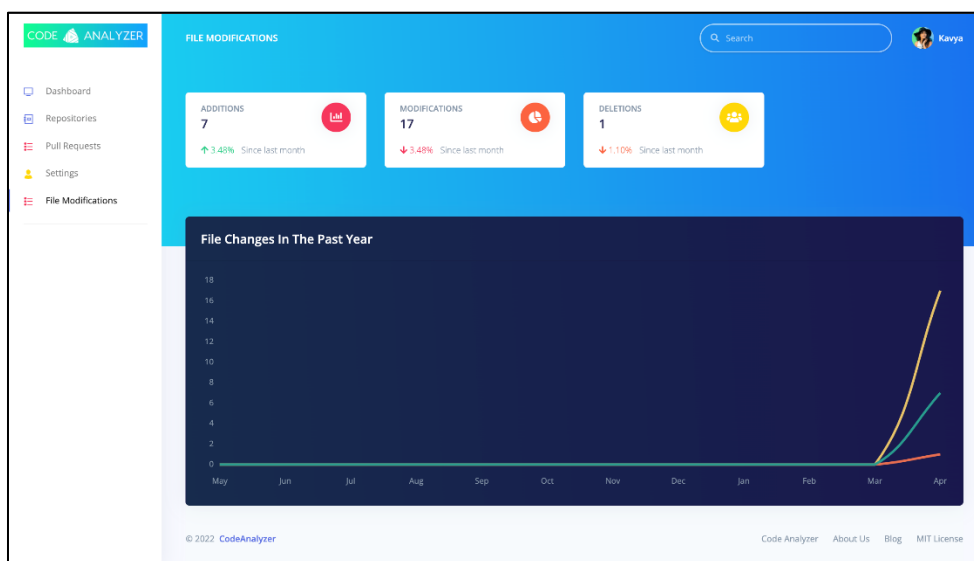 CODE ANALYZER
FILE MODIFICATIONS
Search
Kavya
Dashboard
Repositories
Pull Requests
Settings
File Modifications
ADDITIONS
7
3.48% Since last month
MODIFICATIONS
17
3.48% Since last month
DELETIONS
1
1.10% Since last month
File Changes In The Past Year
18
16
14
12
10
8
6
4
2
0
May Jun Jul Aug Sep Oct Nov Dec Jan Feb Mar Apr
© 2022 CodeAnalyzer
Code Analyzer About Us Blog MIT License